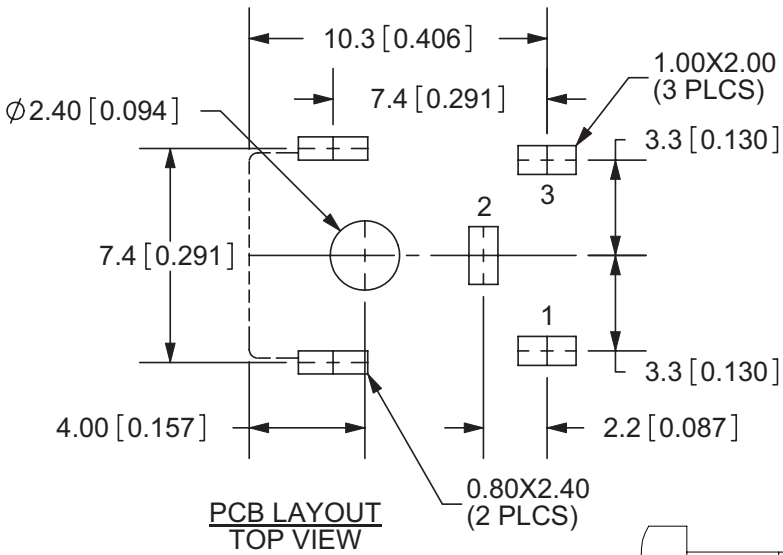 10.3 [0.406]
1.00X2.00
(3 PLCS)
7.4 [0.291]
∅2.40 [0.094]
3.3 [0.130]
3
2
7.4 [0.291]
1
3.3 [0.130]
4.00 [0.157]
2.2 [0.087]
0.80X2.40
(2 PLCS)
PCB LAYOUT
TOP VIEW